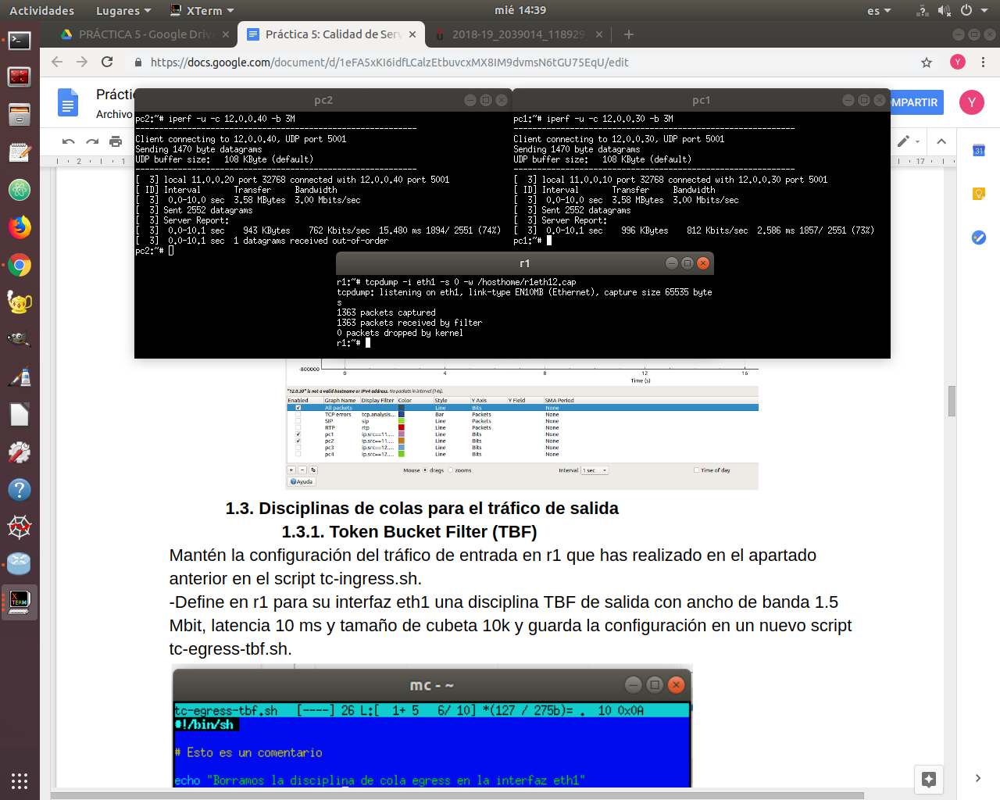 Actividades
Lugares
XTerm
mié 14:39
es
PRÁCTICA 5 - Google Drive
Práctica 5: Calidad de Serv
2018-19_2039014_118929
https://docs.google.com/document/d/1eFA5xKI6idfLCalzEtbuvcxMX8IM9dvmsN6tGU75EqU/edit
Y
Práctic
Archivo
MPARTIR
Y
2
1
17
31
pc2
pc2:~# iperf -u -c 12.0.0.40 -b 3M
------------------------------------------------------------
Client connecting to 12.0.0.40, UDP port 5001
Sending 1470 byte datagrams
UDP buffer size:   108 KByte (default)
------------------------------------------------------------
[  3] local 11.0.0.20 port 32768 connected with 12.0.0.40 port 5001
[ ID] Interval       Transfer     Bandwidth
[  3]  0.0-10.0 sec  3.58 MBytes  3.00 Mbits/sec
[  3] Sent 2552 datagrams
[  3] Server Report:
[  3]  0.0-10.1 sec    943 KBytes    762 Kbits/sec  15.480 ms 1894/ 2551 (74%)
[  3]  0.0-10.1 sec  1 datagrams received out-of-order
pc2:~#
pc1
pc1:~# iperf -u -c 12.0.0.30 -b 3M
------------------------------------------------------------
Client connecting to 12.0.0.30, UDP port 5001
Sending 1470 byte datagrams
UDP buffer size:   108 KByte (default)
------------------------------------------------------------
[  3] local 11.0.0.10 port 32768 connected with 12.0.0.30 port 5001
[ ID] Interval       Transfer     Bandwidth
[  3]  0.0-10.0 sec  3.58 MBytes  3.00 Mbits/sec
[  3] Sent 2552 datagrams
[  3] Server Report:
[  3]  0.0-10.1 sec    996 KBytes    812 Kbits/sec  2.586 ms 1857/ 2551 (73%)
pc1:~#
r1
r1:~# tcpdump -i eth1 -s 0 -w /hosthome/r1eth12.cap
tcpdump: listening on eth1, link-type EN10MB (Ethernet), capture size 65535 byte
s
1363 packets captured
1363 packets received by filter
0 packets dropped by kernel
r1:~#
-800000
0 4 8 12 16
Time (s)
"12.0.30" is not a valid hostname or IPv4 address. No packets in interval (14s).
Enabled Graph Name Display Filter Color Style Y Axis Y Field SMA Period
All packets Line Bits None
TCP errors tcp.analysis... Bar Packets None
SIP sip Line Packets None
RTP rtp Line Packets None
pc1 ip.src==11.... Line Bits None
pc2 ip.src==11.... Line Bits None
pc3 ip.src==12.... Line Bits None
pc4 ip.src==12.... Line Bits None
+ − Mouse drags zooms Interval 1 sec Time of day
Ayuda
1.3. Disciplinas de colas para el tráfico de salida
1.3.1. Token Bucket Filter (TBF)
Mantén la configuración del tráfico de entrada en r1 que has realizado en el apartado
anterior en el script tc-ingress.sh.
-Define en r1 para su interfaz eth1 una disciplina TBF de salida con ancho de banda 1.5
Mbit, latencia 10 ms y tamaño de cubeta 10k y guarda la configuración en un nuevo script
tc-egress-tbf.sh.
mc - ~
tc-egress-tbf.sh   [----] 26 L:[  1+ 5   6/ 10] *(127 / 275b)= .  10 0x0A
#!/bin/sh
# Esto es un comentario
echo "Borramos la disciplina de cola egress en la interfaz eth1"
X
TERM